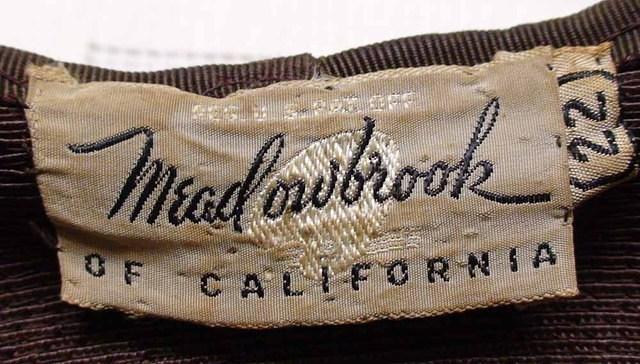 REG. U. S. PAT. OFF.
Meadowbrook
OF CALIFORNIA
22